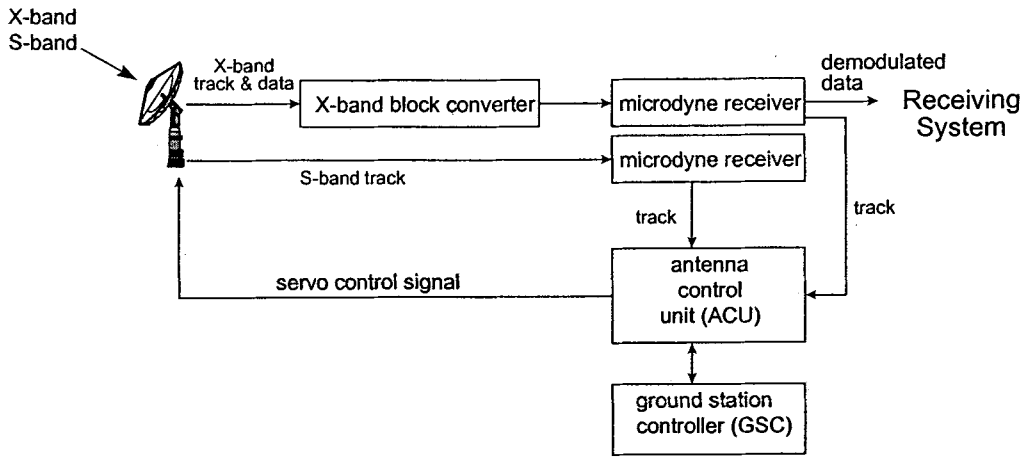 X-band
S-band
X-band
track & data
X-band block converter
microdyne receiver
demodulated
data
Receiving
System
microdyne receiver
S-band track
track
track
servo control signal
antenna
control
unit (ACU)
ground station
controller (GSC)